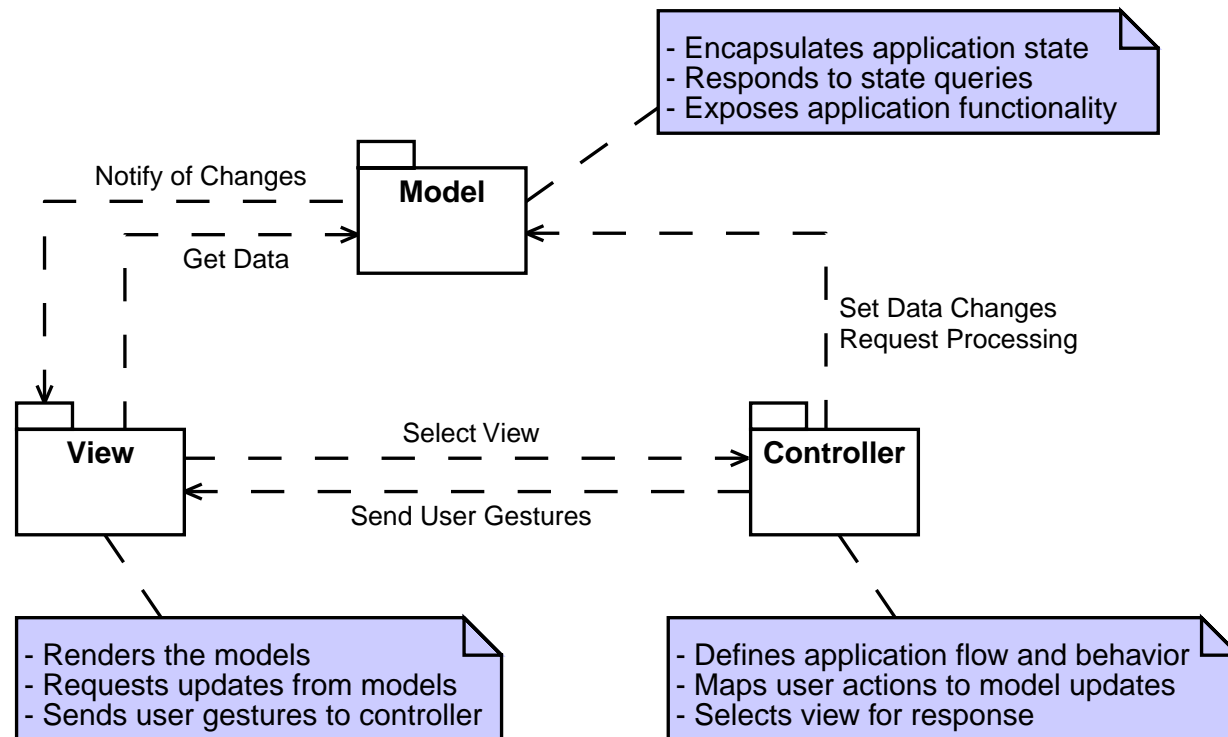 - Encapsulates application state
- Responds to state queries
- Exposes application functionality
Notify of Changes
Model
Get Data
Set Data Changes
Request Processing
View
Select View
Controller
Send User Gestures
- Renders the models
- Requests updates from models
- Sends user gestures to controller
- Defines application flow and behavior
- Maps user actions to model updates
- Selects view for response